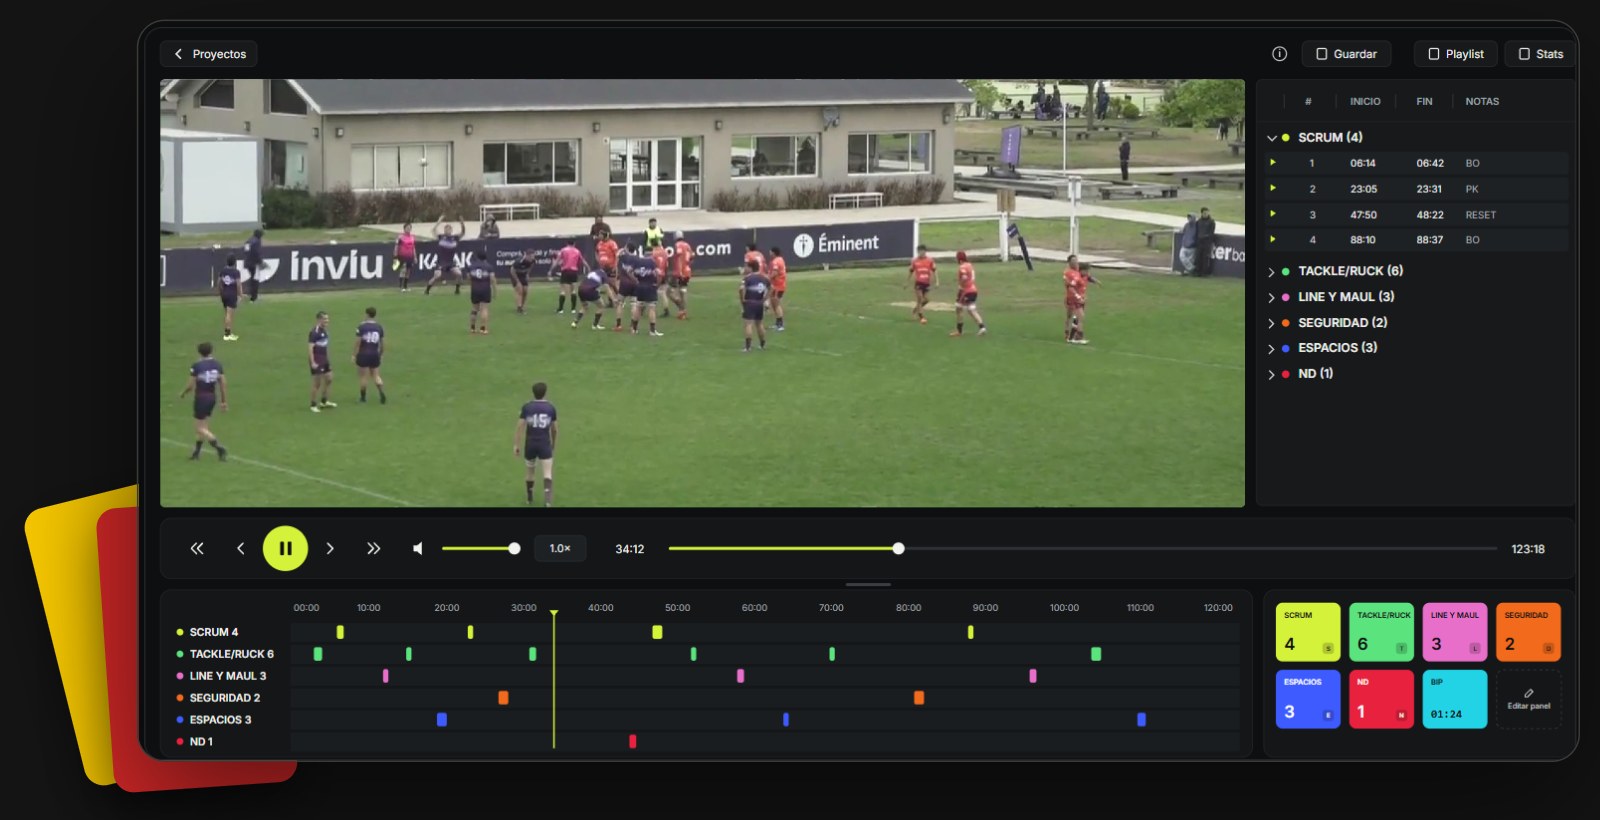 Proyectos
Guardar
Playlist
Stats
inviu
KAVAK
.com
Éminent
15
10
# INICIO FIN NOTAS
SCRUM (4)
1 06:14 06:42 BO
2 23:05 23:31 PK
3 47:50 48:22 RESET
4 88:10 88:37 BO
TACKLE/RUCK (6)
LINE Y MAUL (3)
SEGURIDAD (2)
ESPACIOS (3)
ND (1)
1.0×
34:12
123:18
00:00 10:00 20:00 30:00 40:00 50:00 60:00 70:00 80:00 90:00 100:00 110:00 120:00
SCRUM 4
TACKLE/RUCK 6
LINE Y MAUL 3
SEGURIDAD 2
ESPACIOS 3
ND 1
SCRUM
4 S
TACKLE/RUCK
6 T
LINE Y MAUL
3 L
SEGURIDAD
2 G
ESPACIOS
3 E
ND
1 N
BIP
01:24
Editar panel